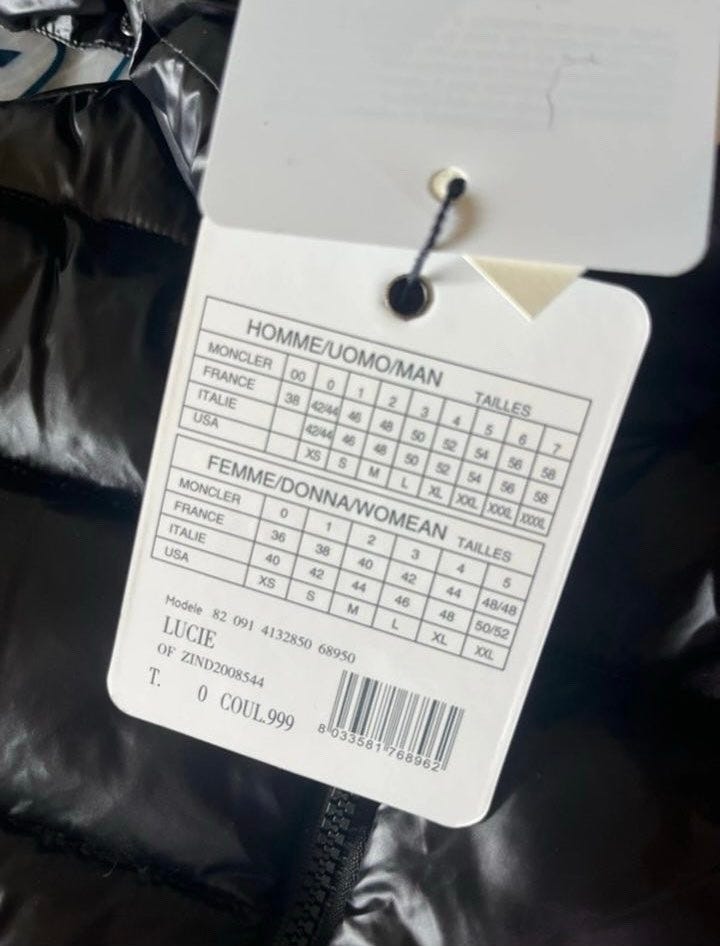 HOMME/UOMO/MAN TAILLES
MONCLER 00 0 1 2 3 4 5 6 7
FRANCE 38 42/44 46 48 50 52 54 56 58
ITALIE 42/44 46 48 50 52 54 56 58
USA XS S M L XL XXL XXXL XXXXL
FEMME/DONNA/WOMEAN TAILLES
MONCLER 0 1 2 3 4 5
FRANCE 36 38 40 42 44 48/48
ITALIE 40 42 44 46 48 50/52
USA XS S M L XL XXL
Modele 82 091 4132850 68950
LUCIE
OF ZIND2008544
T. 0 COUL.999
8 033581 768962